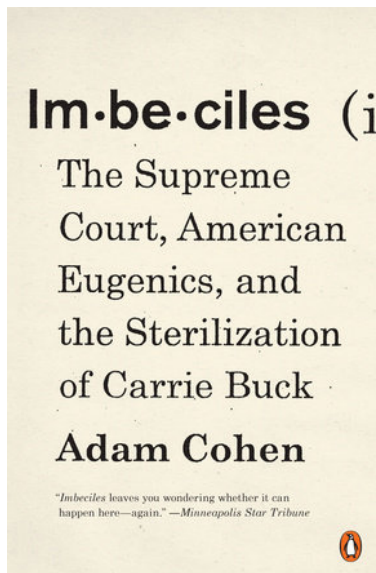 Im•be•ciles (i
The Supreme
Court, American
Eugenics, and
the Sterilization
of Carrie Buck
Adam Cohen
“Imbeciles leaves you wondering whether it can
happen here—again.” —Minneapolis Star Tribune